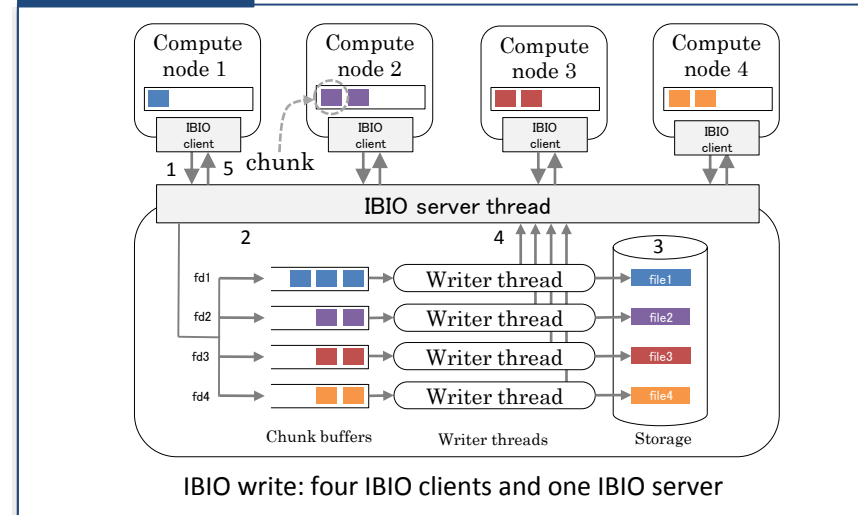 Compute
node 1
Compute
node 2
Compute
node 3
Compute
node 4
IBIO
client
IBIO
client
IBIO
client
IBIO
client
1
5
chunk
IBIO server thread
2
4
3
fd1
Writer thread
file1
fd2
Writer thread
file2
fd3
Writer thread
file3
fd4
Writer thread
file4
Chunk buffers
Writer threads
Storage
IBIO write: four IBIO clients and one IBIO server